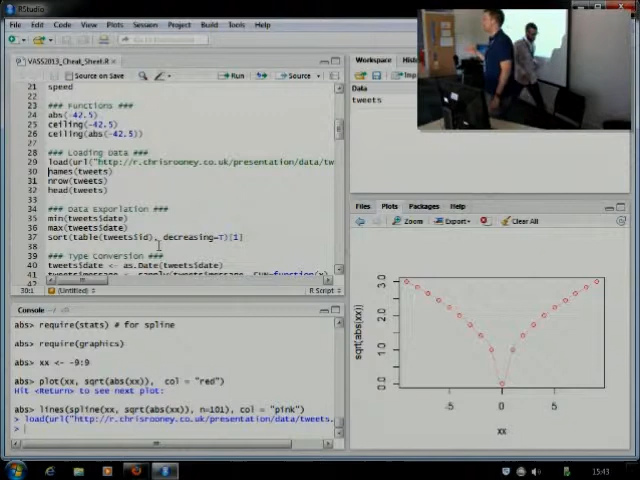 RStudio
File Edit Code View Plots Session Project Build Tools Help
VASS2013_Cheat_Sheet.R
Source on Save
Run
Source
21 speed
22
23 ### Functions ###
24 abs(-42.5)
25 ceiling(-42.5)
26 ceiling(abs(-42.5))
27
28 ### Loading Data ###
29 load(url("http://r.chrisrooney.co.uk/presentation/data/tw
30 names(tweets)
31 nrow(tweets)
32 head(tweets)
33
34 ### Data Exporlation ###
35 min(tweets$date)
36 max(tweets$date)
37 sort(table(tweets$id), decreasing=T)[1]
38
39 ### Type Conversion ###
40 tweets$date <- as.Date(tweets$date)
30:1
(Untitled)
R Script
Console
abs> require(stats) # for spline
abs> require(graphics)
abs> xx <- -9:9
abs> plot(xx, sqrt(abs(xx)), col = "red")
Hit <Return> to see next plot:
abs> lines(spline(xx, sqrt(abs(xx)), n=101), col = "pink")
> load(url("http://r.chrisrooney.co.uk/presentation/data/tweets.
>
Workspace
Data
tweets
Files Plots Packages Help
Zoom Export Clear All
sqrt(abs(xx))
0.0 1.0 2.0 3.0
-5 0 5
xx
15:43